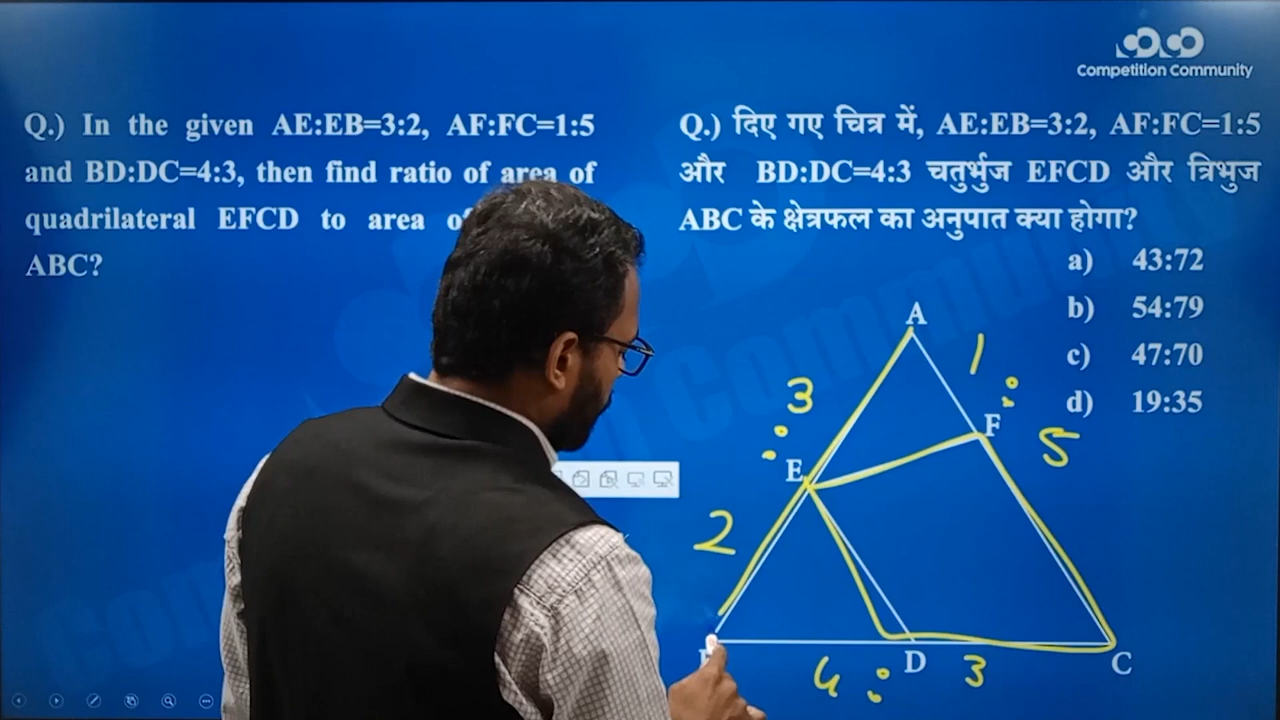 Competition Community
Q.) In the given AE:EB=3:2, AF:FC=1:5
and BD:DC=4:3, then find ratio of area of
quadrilateral EFCD to area
ABC?
Q.) दिए गए चित्र में, AE:EB=3:2, AF:FC=1:5
और BD:DC=4:3 चतुर्भुज EFCD और त्रिभुज
ABC के क्षेत्रफल का अनुपात क्या होगा?
a) 43:72
b) 54:79
c) 47:70
d) 19:35
A
1
:
3
:
F
5
E
2
D
C
4 : 3